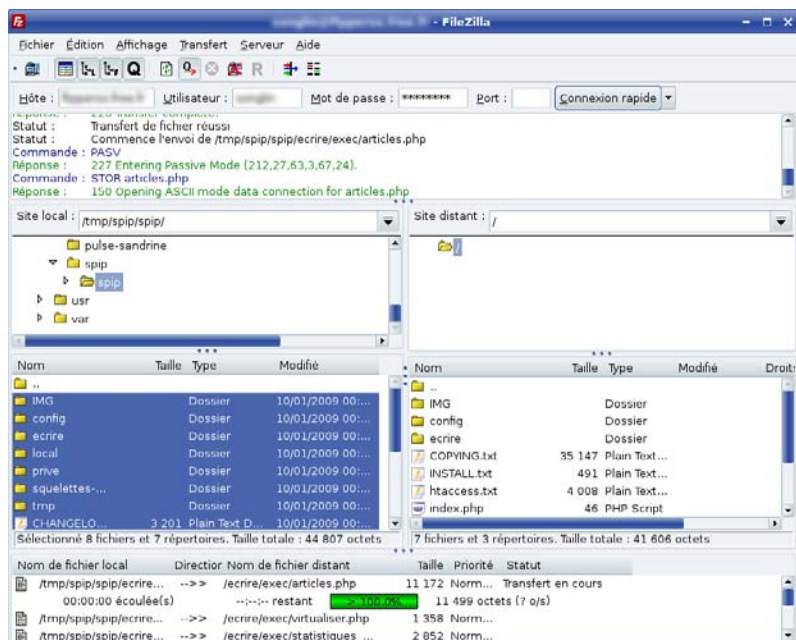 - FileZilla
Fichier Édition Affichage Transfert Serveur Aide
Hôte : Utilisateur : Mot de passe : ******** Port : Connexion rapide
Réponse : 226 Transfer complete.
Statut : Transfert de fichier réussi
Statut : Commence l'envoi de /tmp/spip/spip/ecrire/exec/articles.php
Commande : PASV
Réponse : 227 Entering Passive Mode (212,27,63,3,67,24).
Commande : STOR articles.php
Réponse : 150 Opening ASCII mode data connection for articles.php
Site local : /tmp/spip/spip/
pulse-sandrine
spip
spip
usr
var
Site distant : /
/
Nom Taille Type Modifié
..
IMG Dossier 10/01/2009 00:...
config Dossier 10/01/2009 00:...
ecrire Dossier 10/01/2009 00:...
local Dossier 10/01/2009 00:...
prive Dossier 10/01/2009 00:...
squelettes-... Dossier 10/01/2009 00:...
tmp Dossier 10/01/2009 00:...
CHANGELO... 3 201 Plain Text D... 10/01/2009 00:...
Sélectionné 8 fichiers et 7 répertoires. Taille totale : 44 807 octets
Nom Taille Type Modifié Droits
..
IMG Dossier
config Dossier
ecrire Dossier
COPYING.txt 35 147 Plain Text...
INSTALL.txt 491 Plain Text...
htaccess.txt 4 008 Plain Text...
index.php 46 PHP Script
7 fichiers et 3 répertoires. Taille totale : 41 606 octets
Nom de fichier local Direction Nom de fichier distant Taille Priorité Statut
/tmp/spip/spip/ecrire... -->> /ecrire/exec/articles.php 11 172 Norm... Transfert en cours
00:00:00 écoulée(s) --:--:-- restant > 100.0% 11 499 octets (? o/s)
/tmp/spip/spip/ecrire... -->> /ecrire/exec/virtualiser.php 1 358 Norm...
/tmp/spip/spip/ecrire... -->> /ecrire/exec/statistiques_... 2 852 Norm...